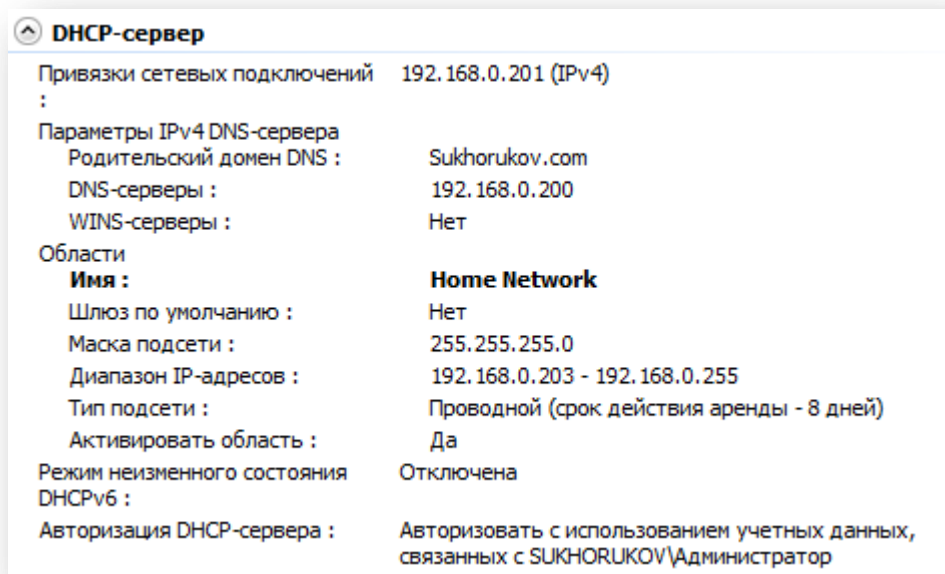 DHCP-сервер
Привязки сетевых подключений : 192.168.0.201 (IPv4)
Параметры IPv4 DNS-сервера
Родительский домен DNS : Sukhorukov.com
DNS-серверы : 192.168.0.200
WINS-серверы : Нет
Области
Имя : Home Network
Шлюз по умолчанию : Нет
Маска подсети : 255.255.255.0
Диапазон IP-адресов : 192.168.0.203 - 192.168.0.255
Тип подсети : Проводной (срок действия аренды - 8 дней)
Активировать область : Да
Режим неизменного состояния Отключена
DHCPv6 :
Авторизация DHCP-сервера : Авторизовать с использованием учетных данных,
связанных с SUKHORUKOV\Администратор